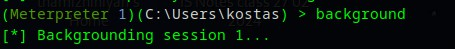 (Meterpreter 1)(C:\Users\kostas) > background
[*] Backgrounding session 1...